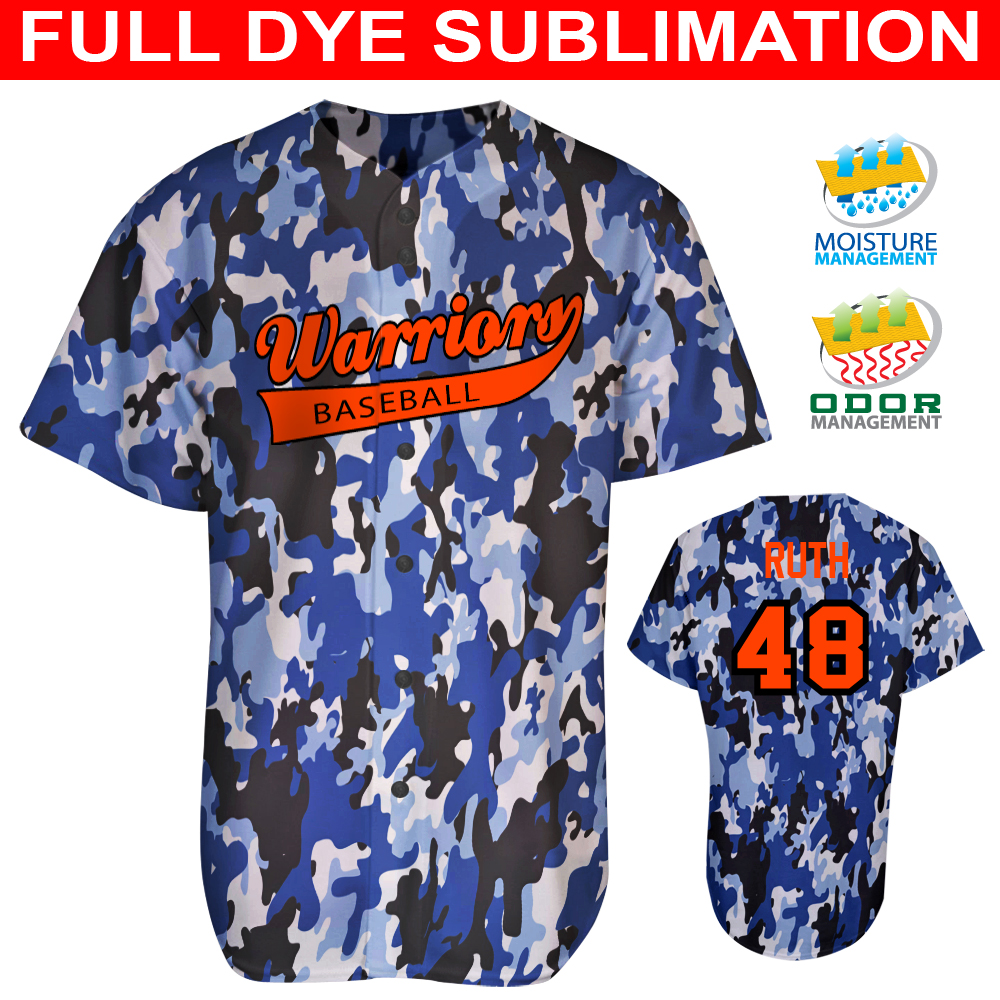 FULL DYE SUBLIMATION
MOISTURE
MANAGEMENT
Warriors
BASEBALL
ODOR
MANAGEMENT
RUTH
48